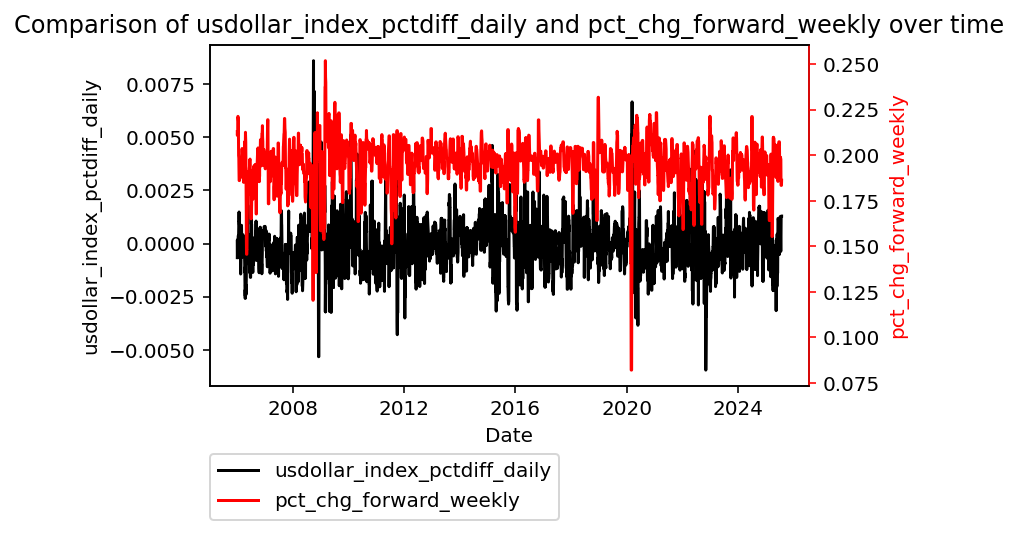 Comparison of usdollar_index_pctdiff_daily and pct_chg_forward_weekly over time
usdollar_index_pctdiff_daily
0.0075
0.0050
0.0025
0.0000
−0.0025
−0.0050
0.250
0.225
0.200
0.175
0.150
0.125
0.100
0.075
pct_chg_forward_weekly
2008 2012 2016 2020 2024
Date
usdollar_index_pctdiff_daily
pct_chg_forward_weekly